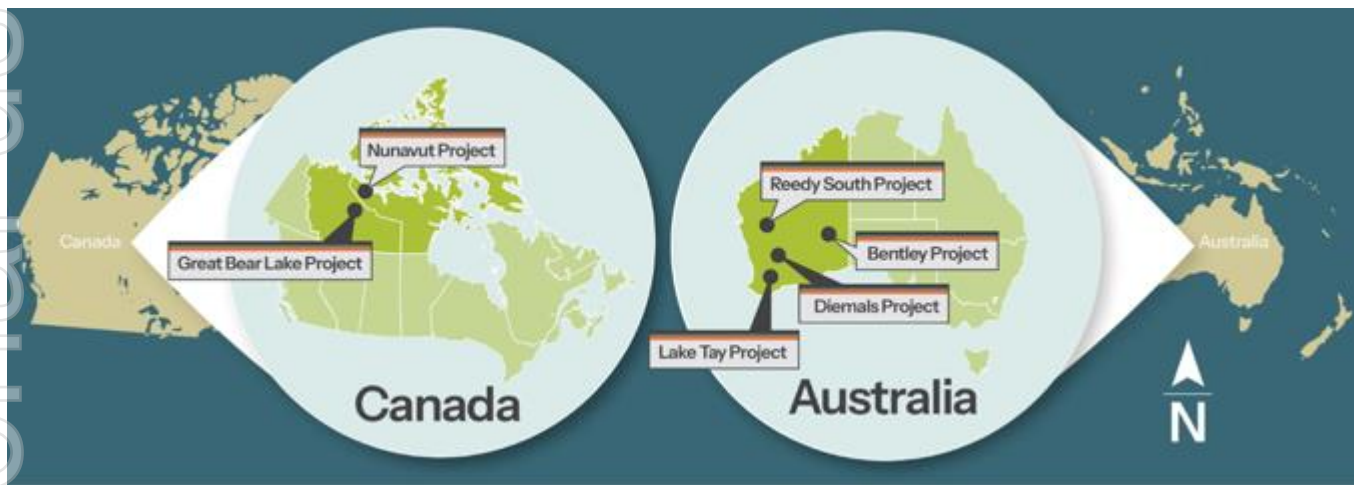 Nunavut Project
Great Bear Lake Project
Canada
Canada
Reedy South Project
Bentley Project
Diemals Project
Lake Tay Project
Australia
Australia
N